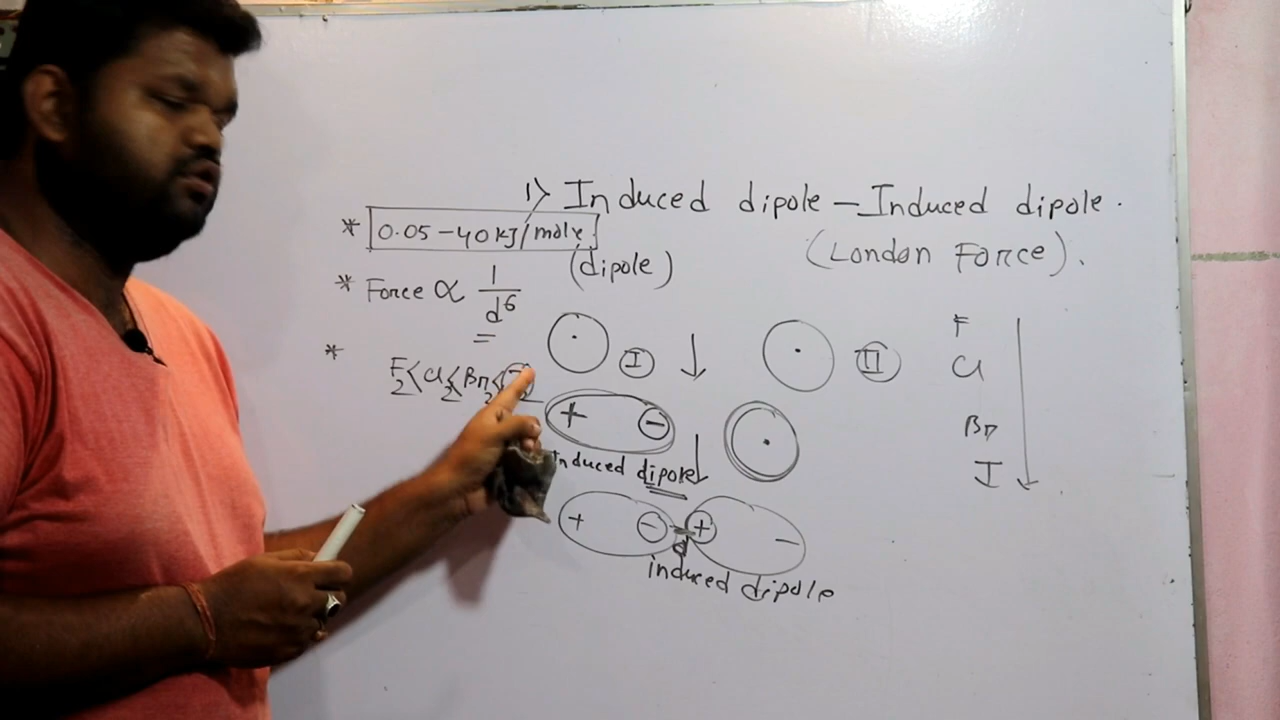 1) Induced dipole - Induced dipole.
* 0.05-40 KJ/mole.
(London Force).
(dipole)
* Force ∝ 1/d⁶
F
I
II
Cl
* F₂ < Cl₂ < Br₂ <
+ −
Br
induced dipole
I
+ − + −
d
induced dipole